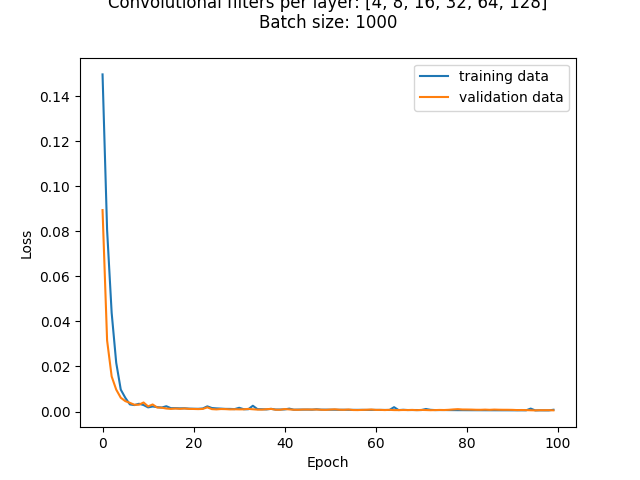 Convolutional filters per layer: [4, 8, 16, 32, 64, 128]
Batch size: 1000
training data
validation data
0.14
0.12
0.10
0.08
0.06
0.04
0.02
0.00
Loss
0 20 40 60 80 100
Epoch